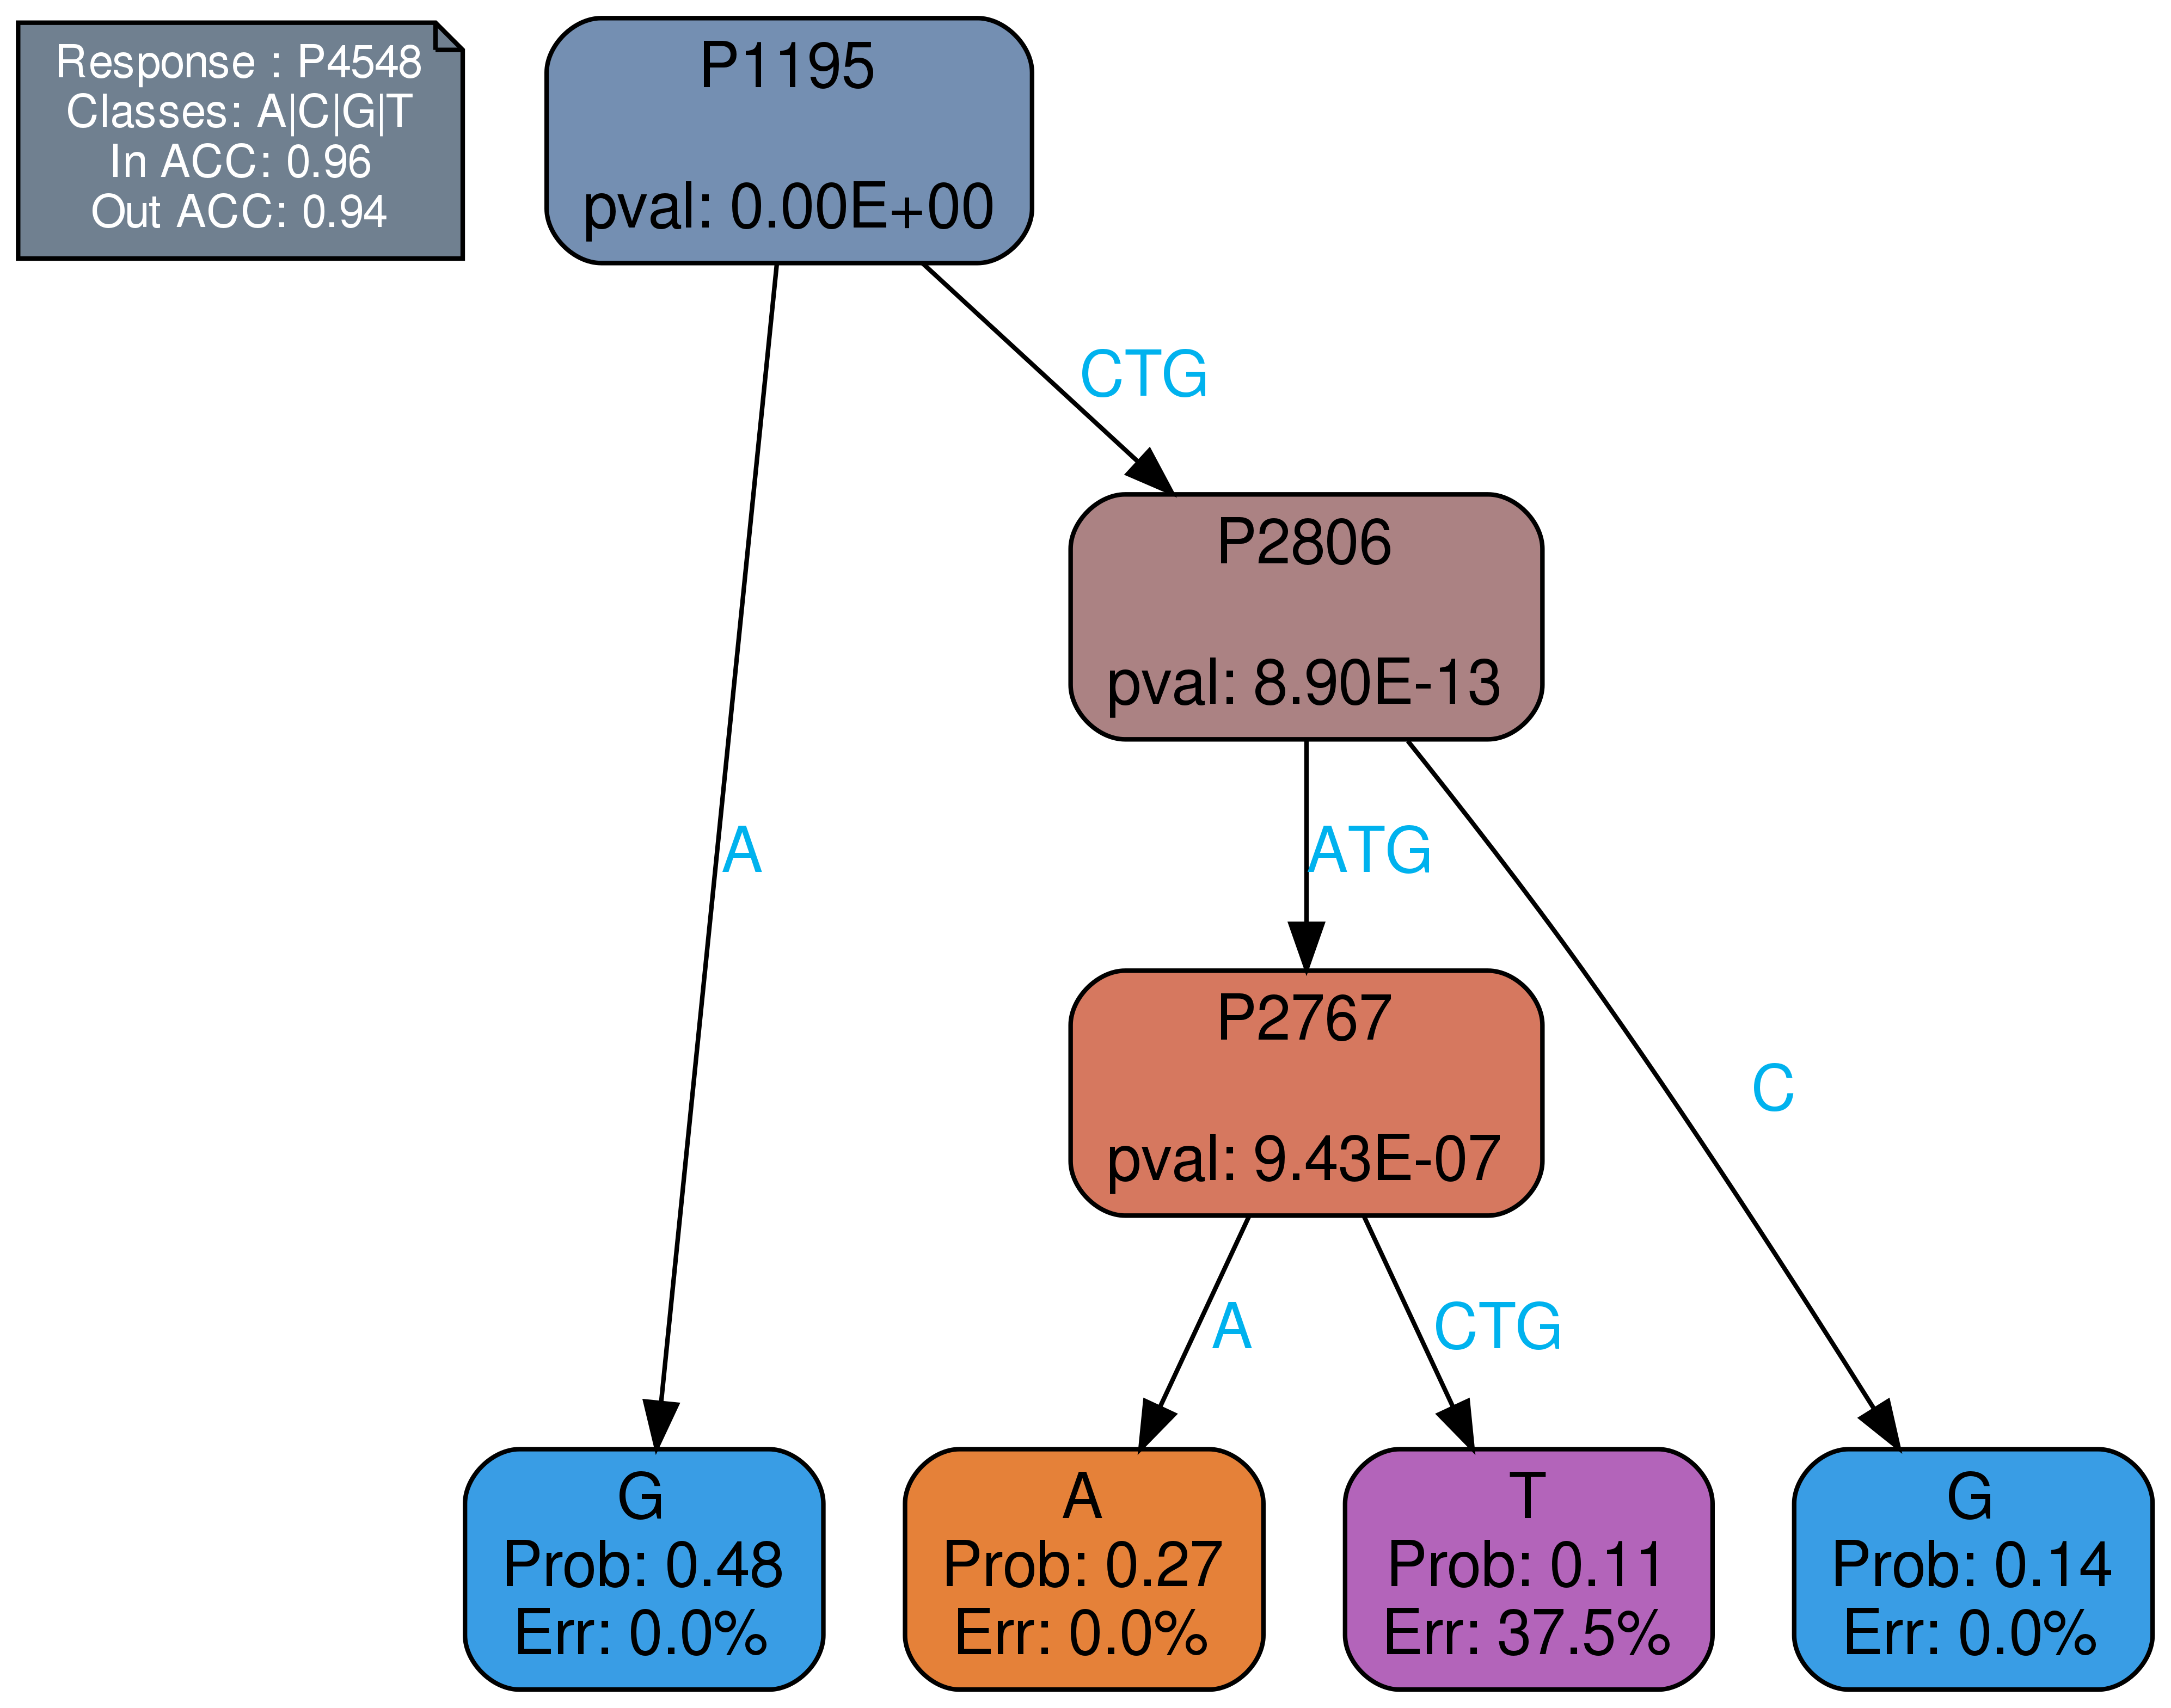 Response : P4548
Classes: A|C|G|T
In ACC: 0.96
Out ACC: 0.94
P1195
pval: 0.00E+00
CTG
P2806
pval: 8.90E-13
A
ATG
C
P2767
pval: 9.43E-07
A
CTG
G
Prob: 0.48
Err: 0.0%
A
Prob: 0.27
Err: 0.0%
T
Prob: 0.11
Err: 37.5%
G
Prob: 0.14
Err: 0.0%